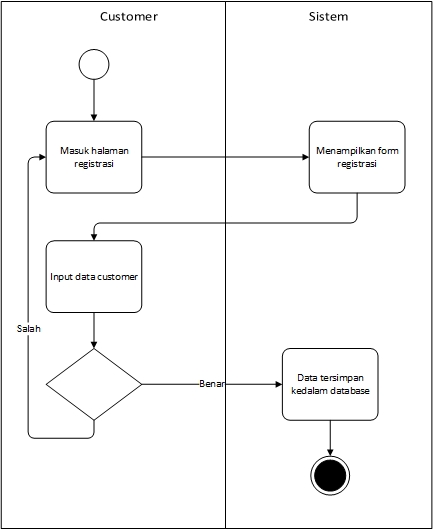 Customer
Sistem
Masuk halaman
registrasi
Menampilkan form
registrasi
Input data customer
Salah
Benar
Data tersimpan
kedalam database